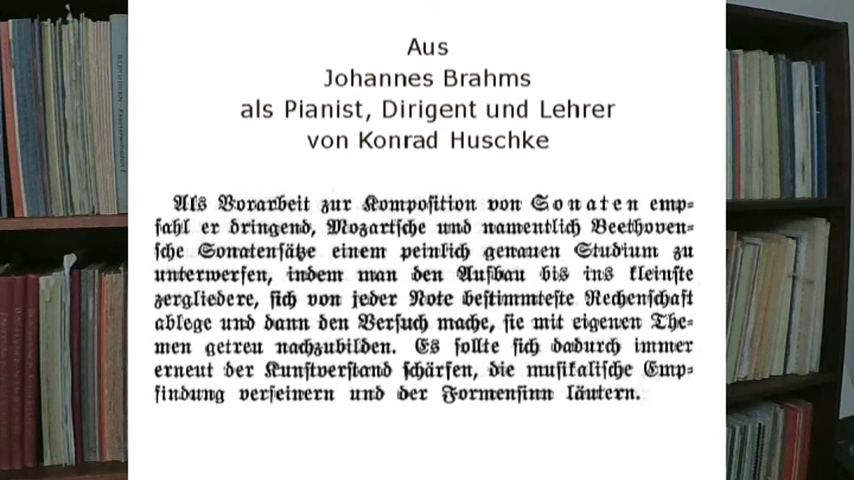 Aus
Johannes Brahms
als Pianist, Dirigent und Lehrer
von Konrad Huschke
Als Vorarbeit zur Komposition von Sonaten emp=
fahl er dringend, Mozartsche und namentlich Beethoven=
sche Sonatensätze einem peinlich genauen Studium zu
unterwerfen, indem man den Aufbau bis ins kleinste
zergliedere, sich von jeder Note bestimmteste Rechenschaft
ablege und dann den Versuch mache, sie mit eigenen The=
men getreu nachzubilden. Es sollte sich dadurch immer
erneut der Kunstverstand schärfen, die musikalische Emp=
findung verfeinern und der Formensinn läutern.